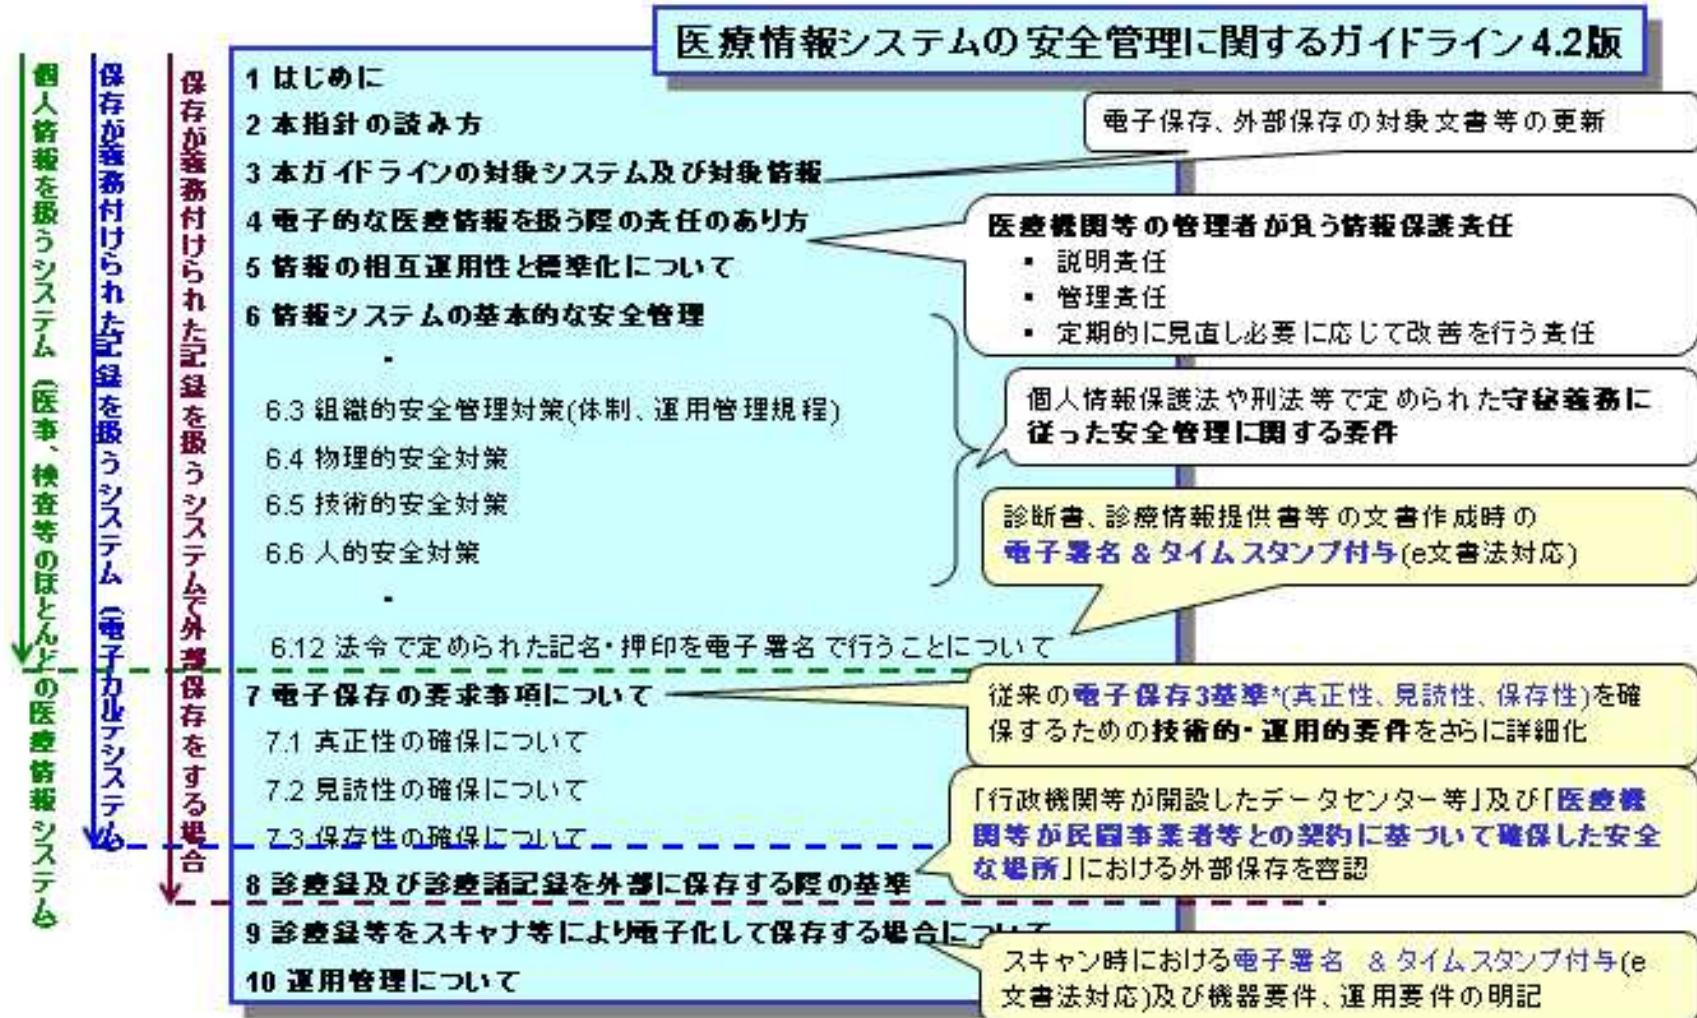 医療情報システムの安全管理に関するガイドライン 4.2版
個人情報を扱うシステム（医事、検査等のほとんどの医療情報システム）
保存が義務付けられた記録を扱うシステム（電子カルテシステム）
保存が義務付けられた記録を扱うシステムで外部保存をする場合
1 はじめに
2 本指針の読み方
3 本ガイドラインの対象システム及び対象情報
4 電子的な医療情報を扱う際の責任のあり方
5 情報の相互運用性と標準化について
6 情報システムの基本的な安全管理
・
6.3 組織的安全管理対策(体制、運用管理規程)
6.4 物理的安全対策
6.5 技術的安全対策
6.6 人的安全対策
・
6.12 法令で定められた記名・押印を電子署名で行うことについて
7 電子保存の要求事項について
7.1 真正性の確保について
7.2 見読性の確保について
7.3 保存性の確保について
8 診療録及び診療諸記録を外部に保存する際の基準
9 診療録等をスキャナ等により電子化して保存する場合について
10 運用管理について
電子保存、外部保存の対象文書等の更新
医療機関等の管理者が負う情報保護責任
▪ 説明責任
▪ 管理責任
▪ 定期的に見直し必要に応じて改善を行う責任
個人情報保護法や刑法等で定められた守秘義務に
従った安全管理に関する要件
診断書、診療情報提供書等の文書作成時の
電子署名 & タイムスタンプ付与(e文書法対応)
従来の電子保存3基準*(真正性、見読性、保存性)を確
保するための技術的・運用的要件をさらに詳細化
「行政機関等が開設したデータセンター等」及び「医療機
関等が民間事業者等との契約に基づいて確保した安全
な場所」における外部保存を容認
スキャン時における電子署名 & タイムスタンプ付与(e
文書法対応)及び機器要件、運用要件の明記